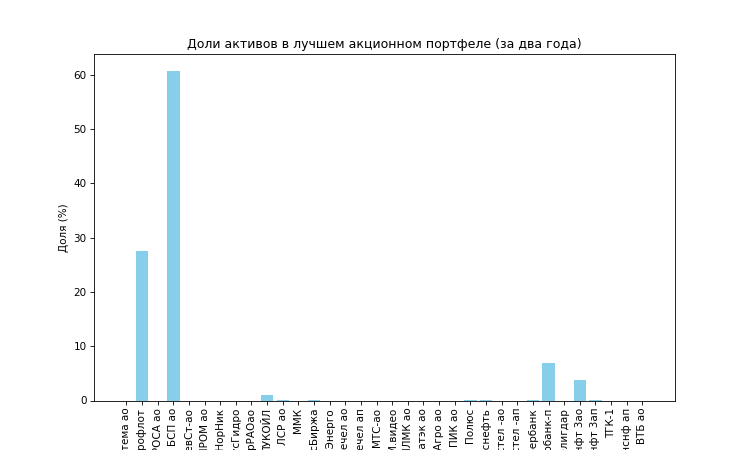 Доли активов в лучшем акционном портфеле (за два года)
Доля (%)
60
50
40
30
20
10
0
тема ао
рофлот
РОСА ао
БСП ао
евСт-ао
ПРОМ ао
НорНик
сГидро
рРАОао
ЛУКОЙЛ
ЛСР ао
ММК
сБиржа
Энерго
ечел ао
ечел ап
МТС-ао
М.видео
ЛМК ао
атэк ао
Агро ао
ПИК ао
Полюс
снефть
стел -ао
стел -ап
ербанк
рбанк-п
лигдар
нфт 3ао
нфт 3ап
ТГК-1
нснф ап
ВТБ ао